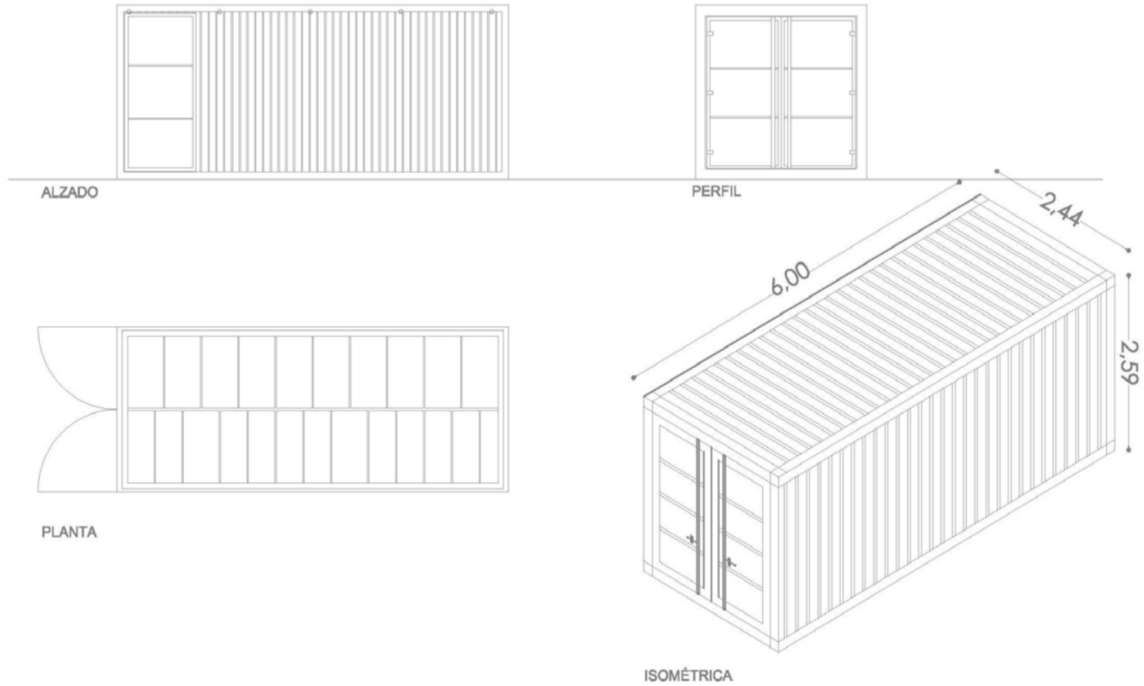 ALZADO
PERFIL
2,44
6,00
2,59
PLANTA
ISOMÉTRICA